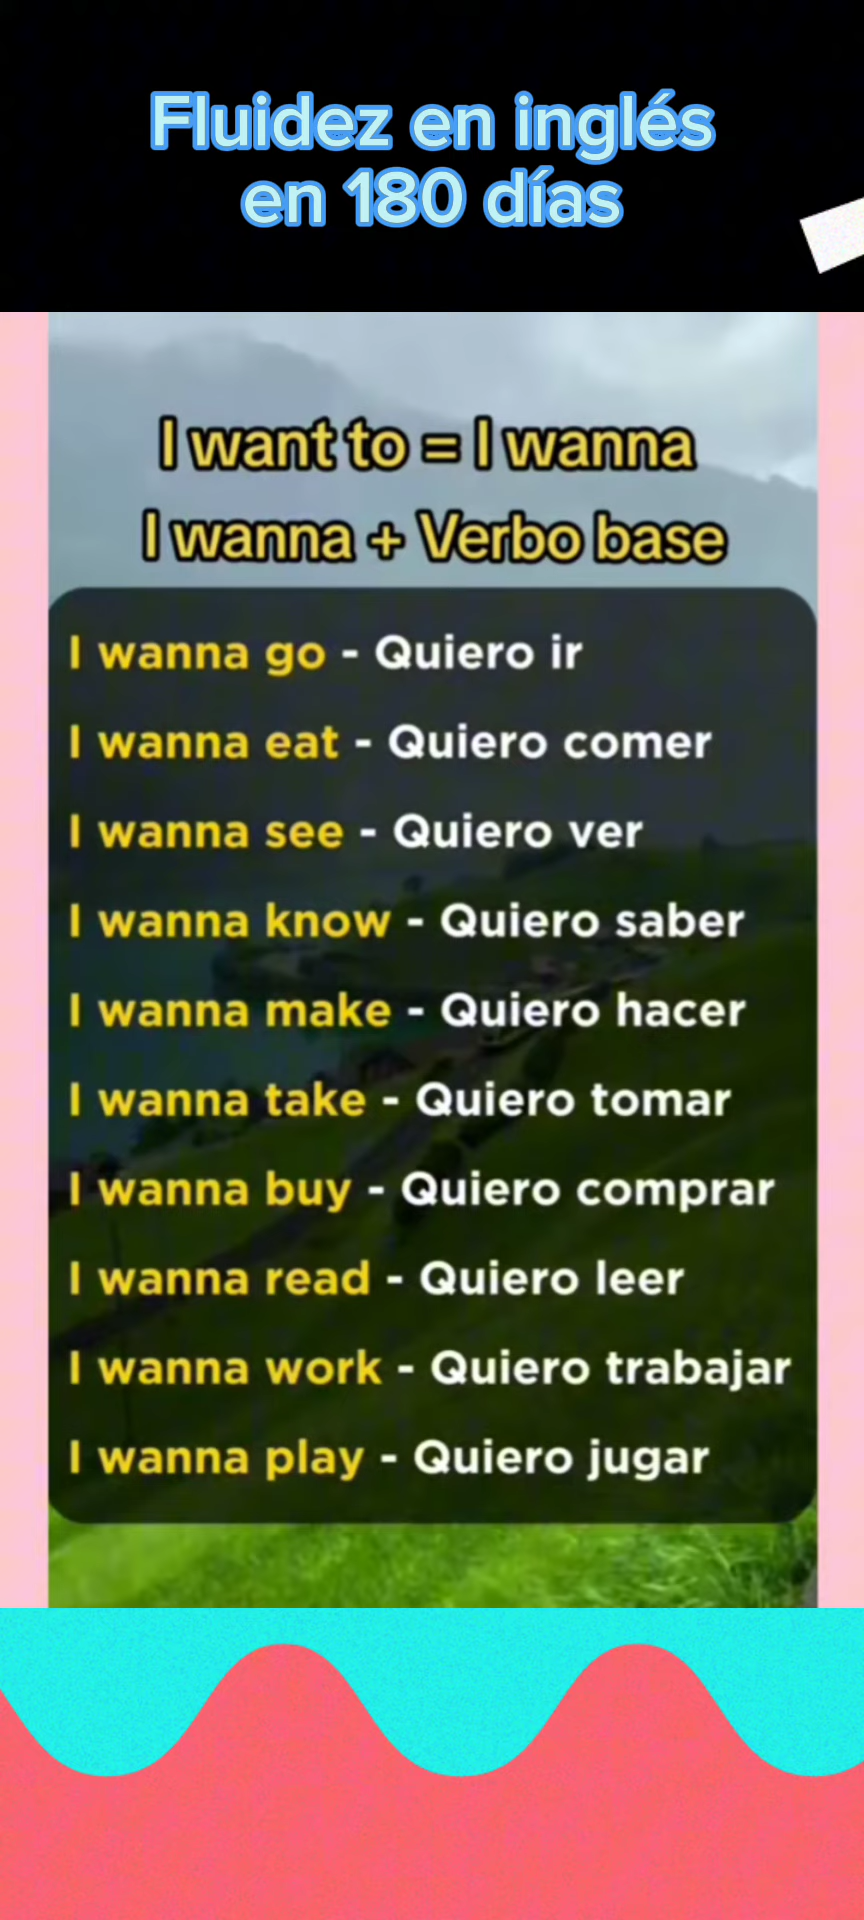 Fluidez en inglés
en 180 días
I want to = I wanna
I wanna + Verbo base
I wanna go - Quiero ir
I wanna eat - Quiero comer
I wanna see - Quiero ver
I wanna know - Quiero saber
I wanna make - Quiero hacer
I wanna take - Quiero tomar
I wanna buy - Quiero comprar
I wanna read - Quiero leer
I wanna work - Quiero trabajar
I wanna play - Quiero jugar